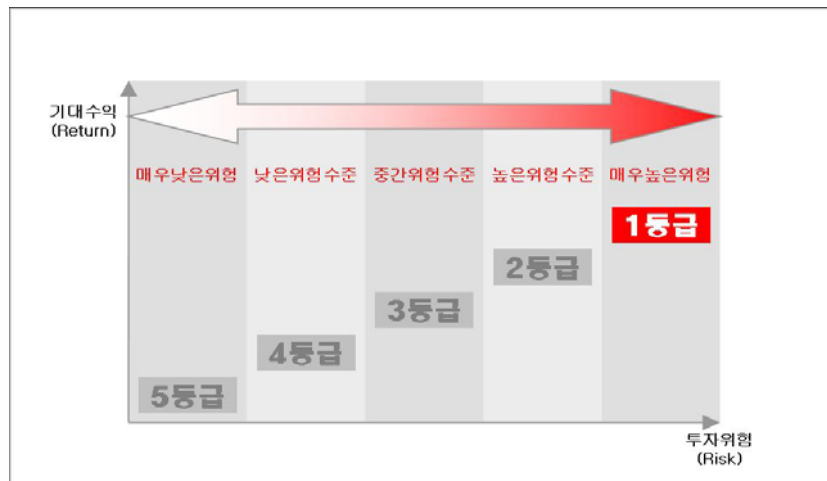 기대수익
(Return)
매우낮은위험 낮은위험수준 중간위험수준 높은위험수준 매우높은위험
1등급
2등급
3등급
4등급
5등급
투자위험
(Risk)